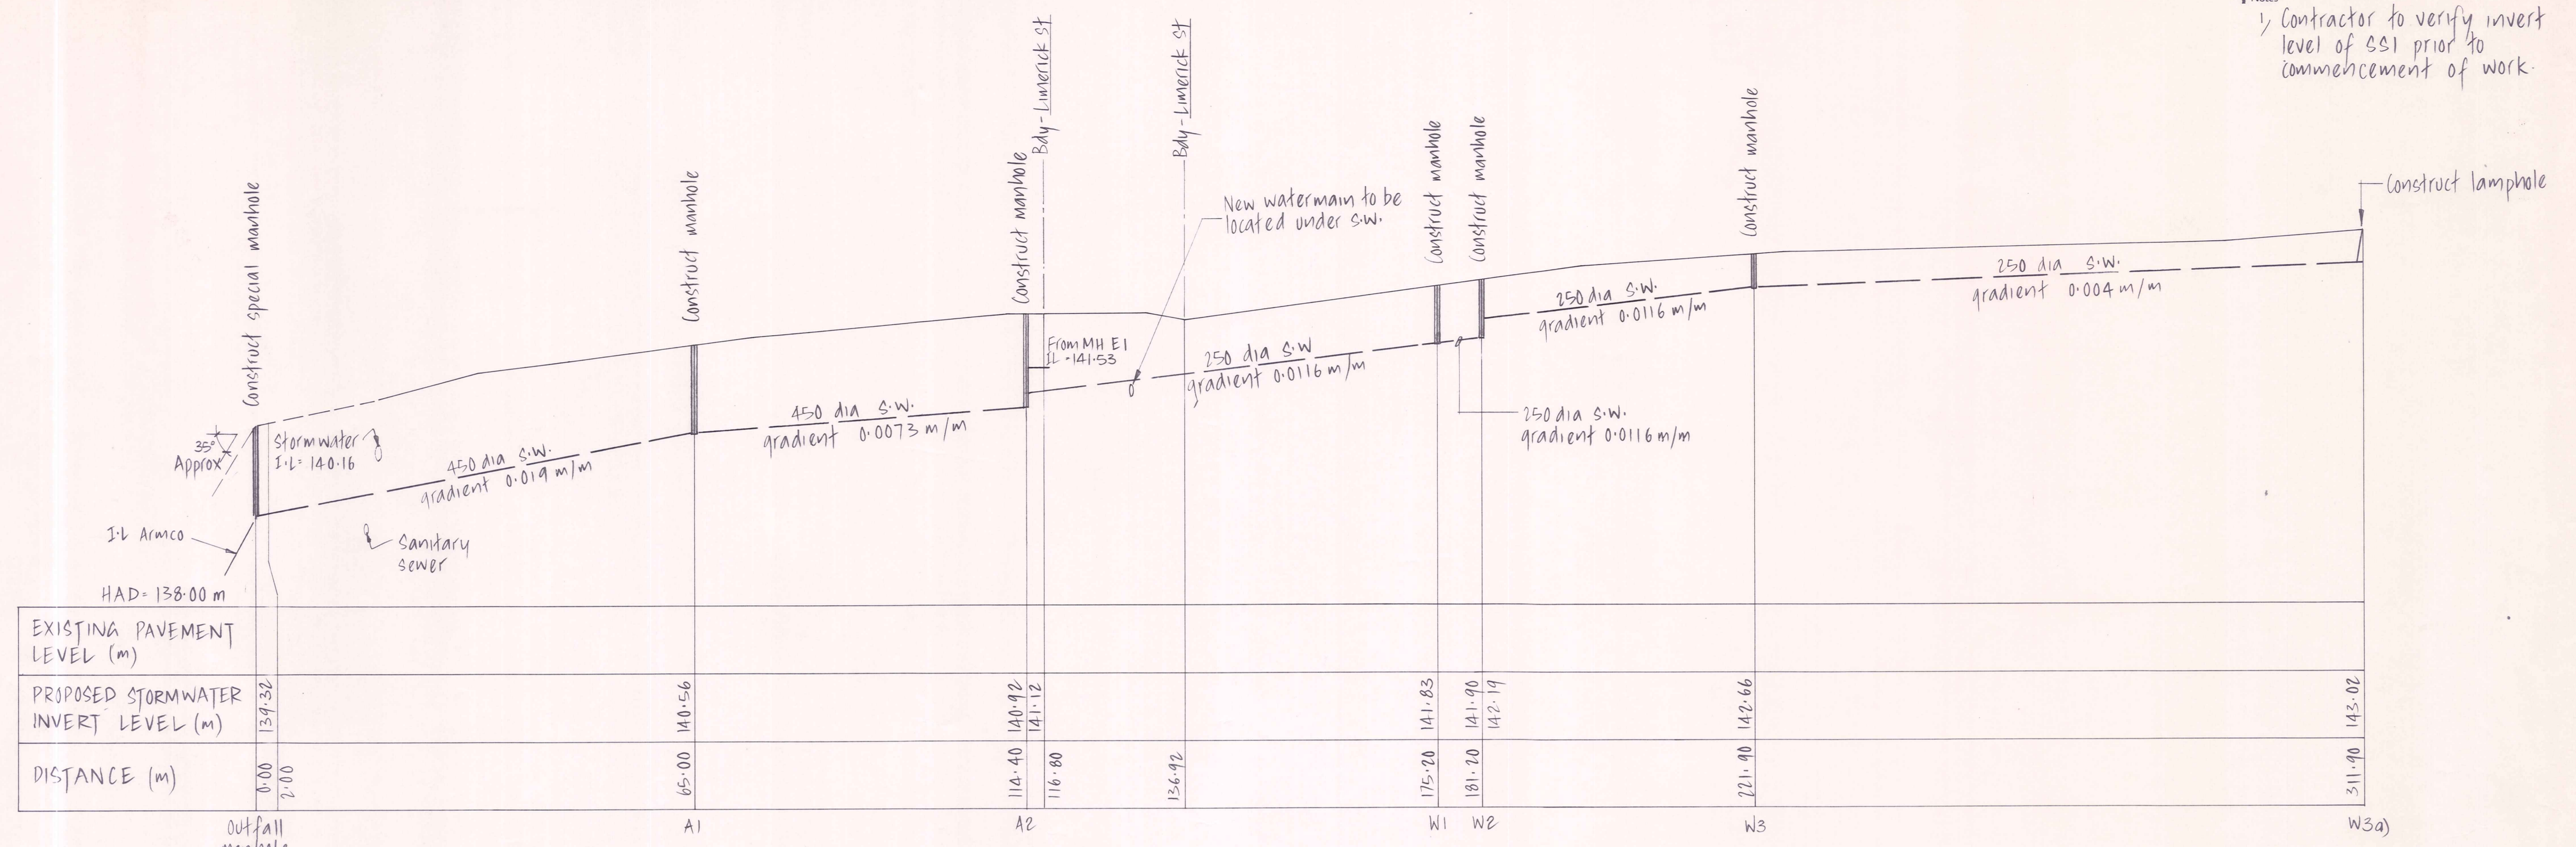 1) Contractor to verify invert
level of SS1 prior to
commencement of work.
Construct special manhole
Construct manhole
Construct manhole
Bdy-Limerick St
Bdy-Limerick St
New watermain to be
located under S.W.
Construct manhole
Construct manhole
Construct manhole
Construct lamphole
35°
Approx
Stormwater
I.L= 140.16
450 dia S.W.
gradient 0.019 m/m
450 dia S.W.
gradient 0.0073 m/m
From MH E1
IL =141.53
250 dia S.W
gradient 0.0116 m/m
250 dia S.W.
gradient 0.0116 m/m
250 dia S.W.
gradient 0.0116 m/m
250 dia S.W.
gradient 0.004 m/m
I.L Armco
Sanitary
sewer
HAD= 138.00 m
EXISTING PAVEMENT
LEVEL (m)
PROPOSED STORMWATER
INVERT LEVEL (m)
139.32
140.56
140.92
141.12
141.83
141.90
142.19
142.66
143.02
DISTANCE (m)
0.00
2.00
65.00
114.40
116.80
136.92
175.20
181.20
221.90
311.90
Outfall
A1
A2
W1
W2
W3
W3a)